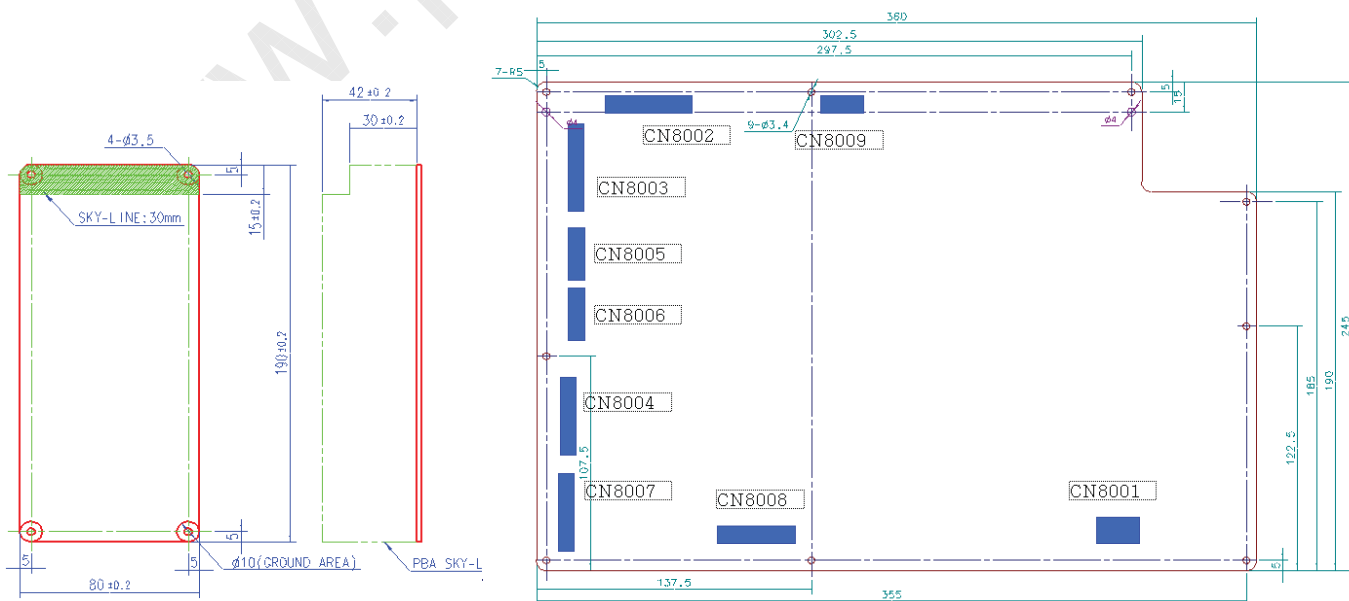 W.
360
302.5
297.5
5
7-R5
5
15
42±0.2
30±0.2
4-ø3.5
5
15±0.2
SKY-LINE:30mm
190±0.2
ø4
9-ø3.4
ø4
CN8002
CN8009
CN8003
CN8005
CN8006
CN8004
CN8007
CN8008
CN8001
107.5
122.5
185
190
245
5
5
5
ø10(GROUND AREA)
80±0.2
PBA SKY-L
137.5
355
5